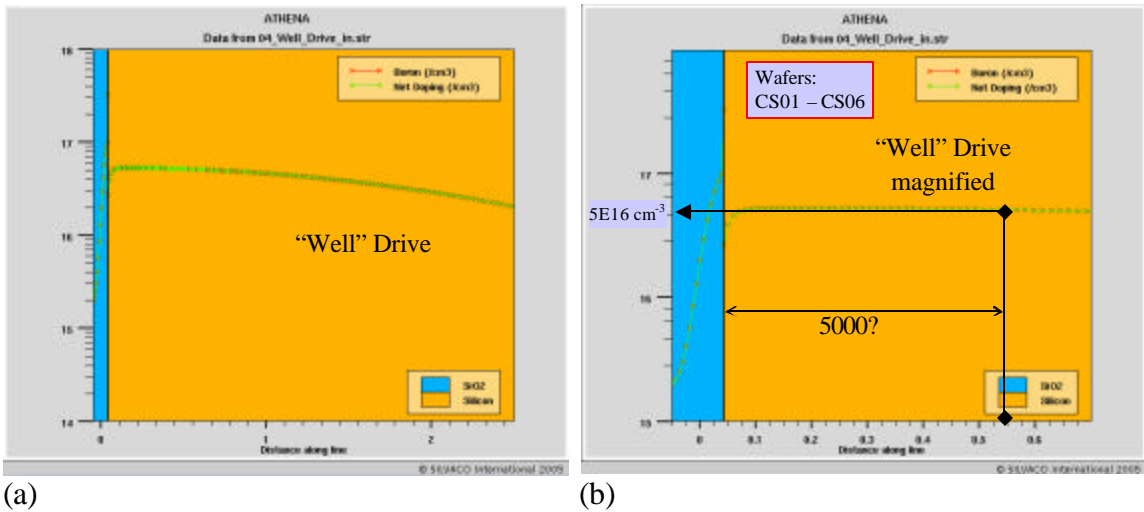 ATHENA
Data from 04_Well_Drive_in.str
18
17
16
15
14
Boron (/cm3)
Net Doping (/cm3)
“Well” Drive
SiO2
Silicon
0
1
2
Distance along line
© SILVACO International 2005
(a)
ATHENA
Data from 04_Well_Drive_in.str
Wafers:
CS01 – CS06
Boron (/cm3)
Net Doping (/cm3)
“Well” Drive
magnified
17
5E16 cm-3
16
5000?
SiO2
Silicon
15
0
0.1
0.2
0.3
0.4
0.5
0.6
Distance along line
© SILVACO International 2005
(b)